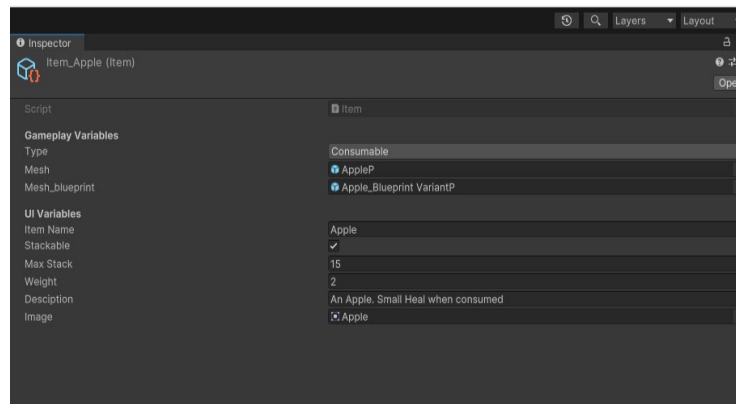 Layers Layout
Inspector
Item_Apple (Item)
Ope
Script Item
Gameplay Variables
Type Consumable
Mesh AppleP
Mesh_blueprint Apple_Blueprint VariantP
UI Variables
Item Name Apple
Stackable
Max Stack 15
Weight 2
Desciption An Apple. Small Heal when consumed
Image Apple